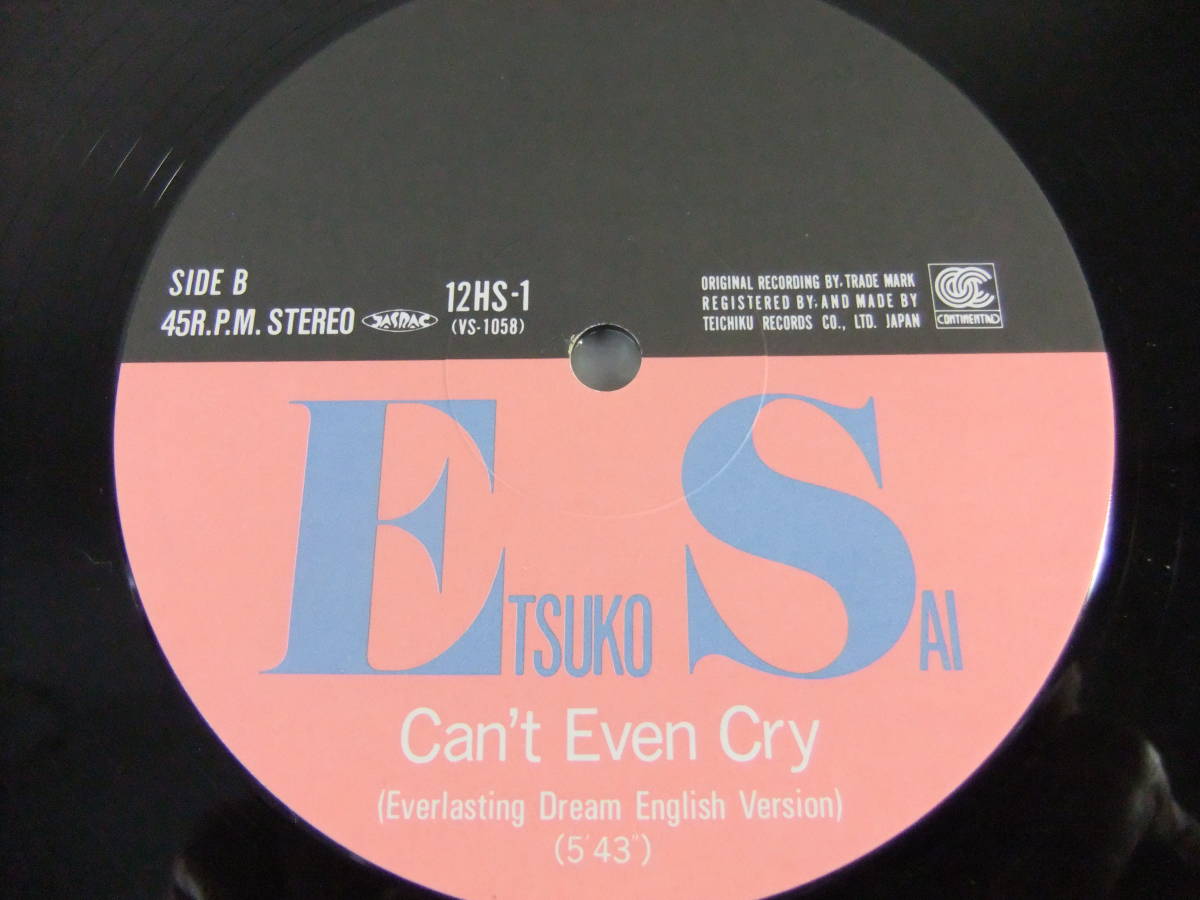 SIDE B
45R.P.M. STEREO
JASRAC
12HS-1
(VS-1058)
ORIGINAL RECORDING BY, TRADE MARK
REGISTERED BY, AND MADE BY
TEICHIKU RECORDS CO., LTD. JAPAN
CONTINENTAL
ETSUKO SAI
Can't Even Cry
(Everlasting Dream English Version)
(5'43")